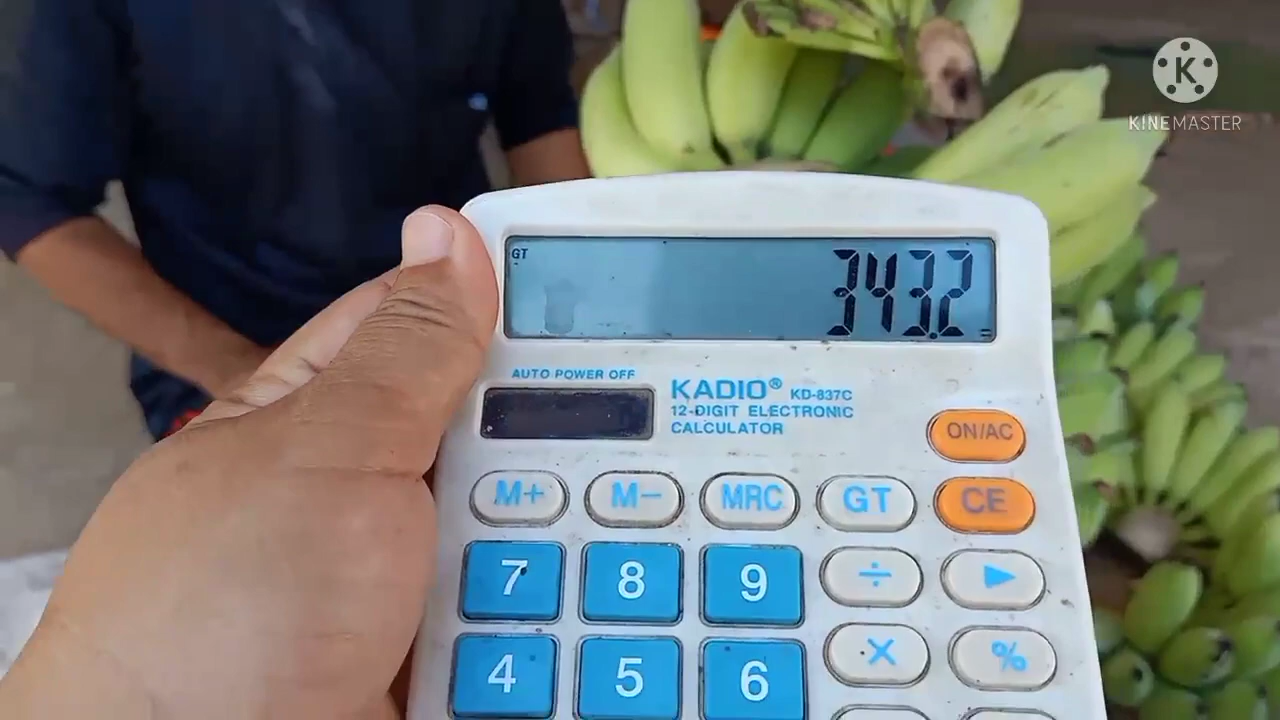 KINEMASTER
GT
343.2
=
AUTO POWER OFF
KADIO® KD-837C
12-DIGIT ELECTRONIC
CALCULATOR
ON/AC
M+ M− MRC GT CE
7 8 9 ÷ ▶
4 5 6 × %